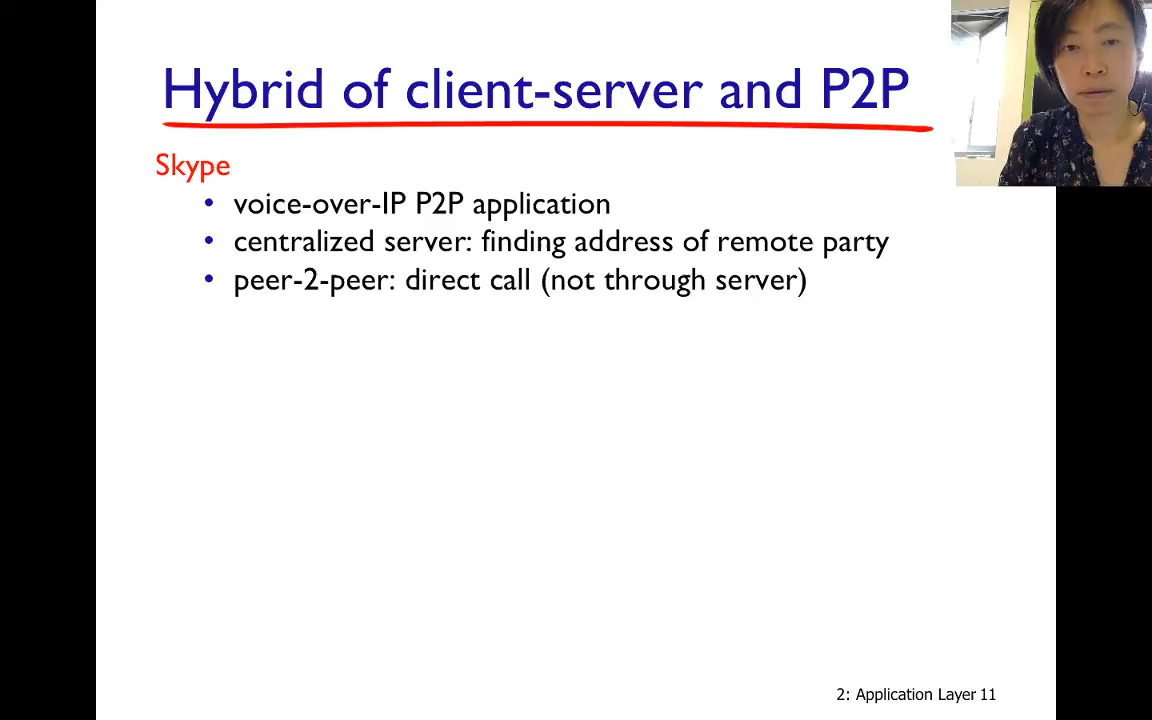 Hybrid of client-server and P2P
Skype
• voice-over-IP P2P application
• centralized server: finding address of remote party
• peer-2-peer: direct call (not through server)
2: Application Layer 11